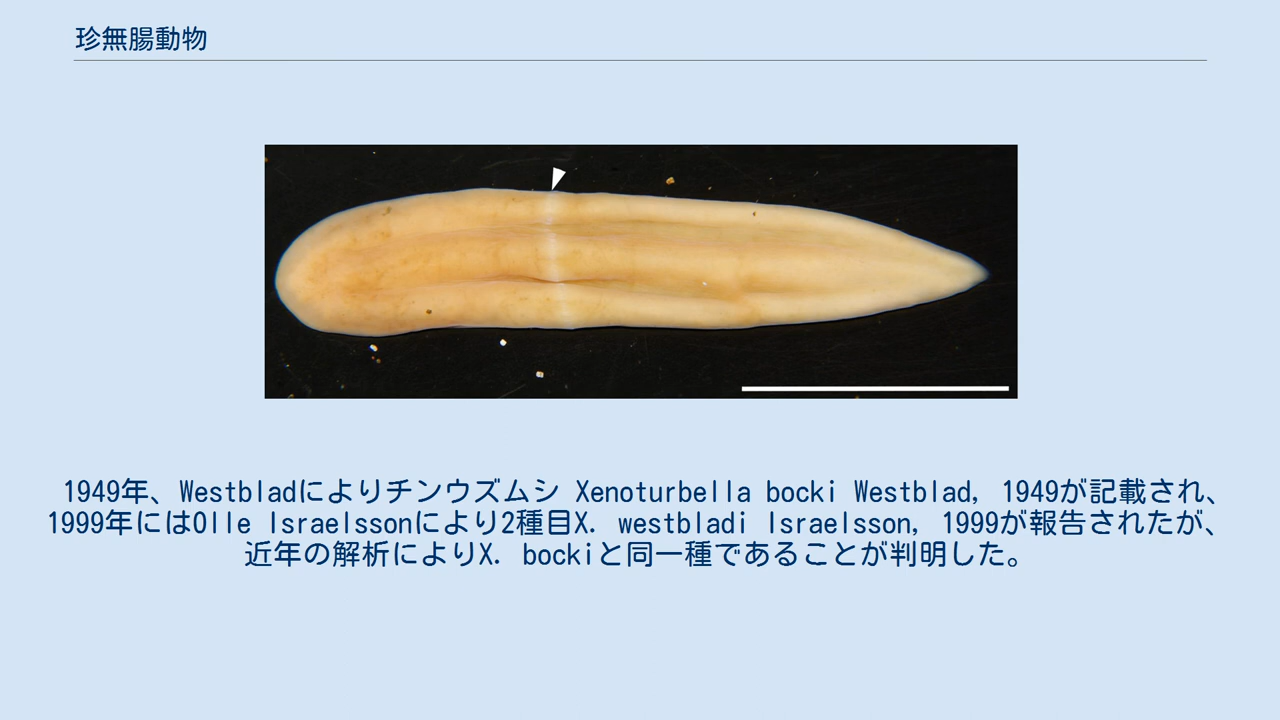 珍無腸動物
1949年、Westbladによりチンウズムシ Xenoturbella bocki Westblad, 1949が記載され、
1999年にはOlle Israelssonにより2種目X. westbladi Israelsson, 1999が報告されたが、
近年の解析によりX. bockiと同一種であることが判明した。